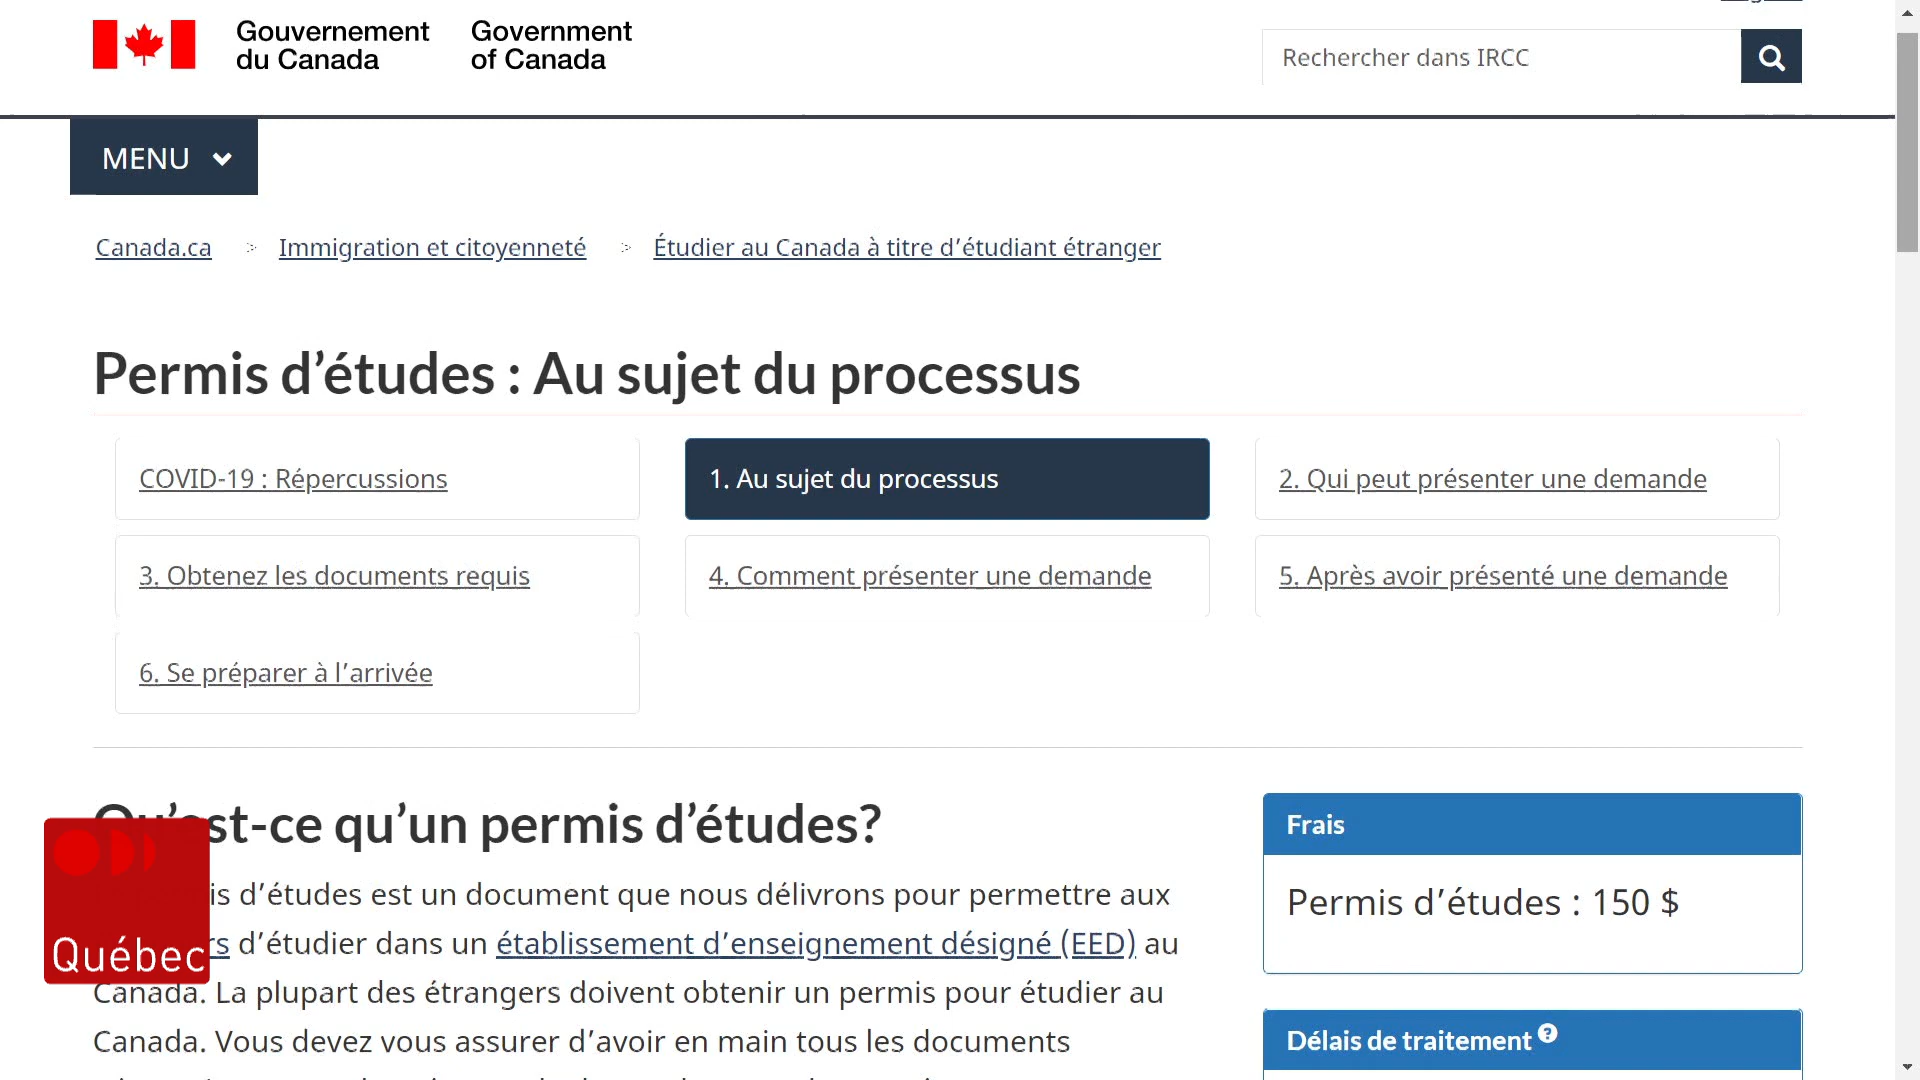 Gouvernement
du Canada
Government
of Canada
Rechercher dans IRCC
MENU
Canada.ca > Immigration et citoyenneté > Étudier au Canada à titre d’étudiant étranger
Permis d’études : Au sujet du processus
COVID-19 : Répercussions
1. Au sujet du processus
2. Qui peut présenter une demande
3. Obtenez les documents requis
4. Comment présenter une demande
5. Après avoir présenté une demande
6. Se préparer à l’arrivée
Qu’est-ce qu’un permis d’études?
d’études est un document que nous délivrons pour permettre aux
d’étudier dans un établissement d’enseignement désigné (EED) au
Canada. La plupart des étrangers doivent obtenir un permis pour étudier au
Canada. Vous devez vous assurer d’avoir en main tous les documents
Québec
Frais
Permis d’études : 150 $
Délais de traitement ?